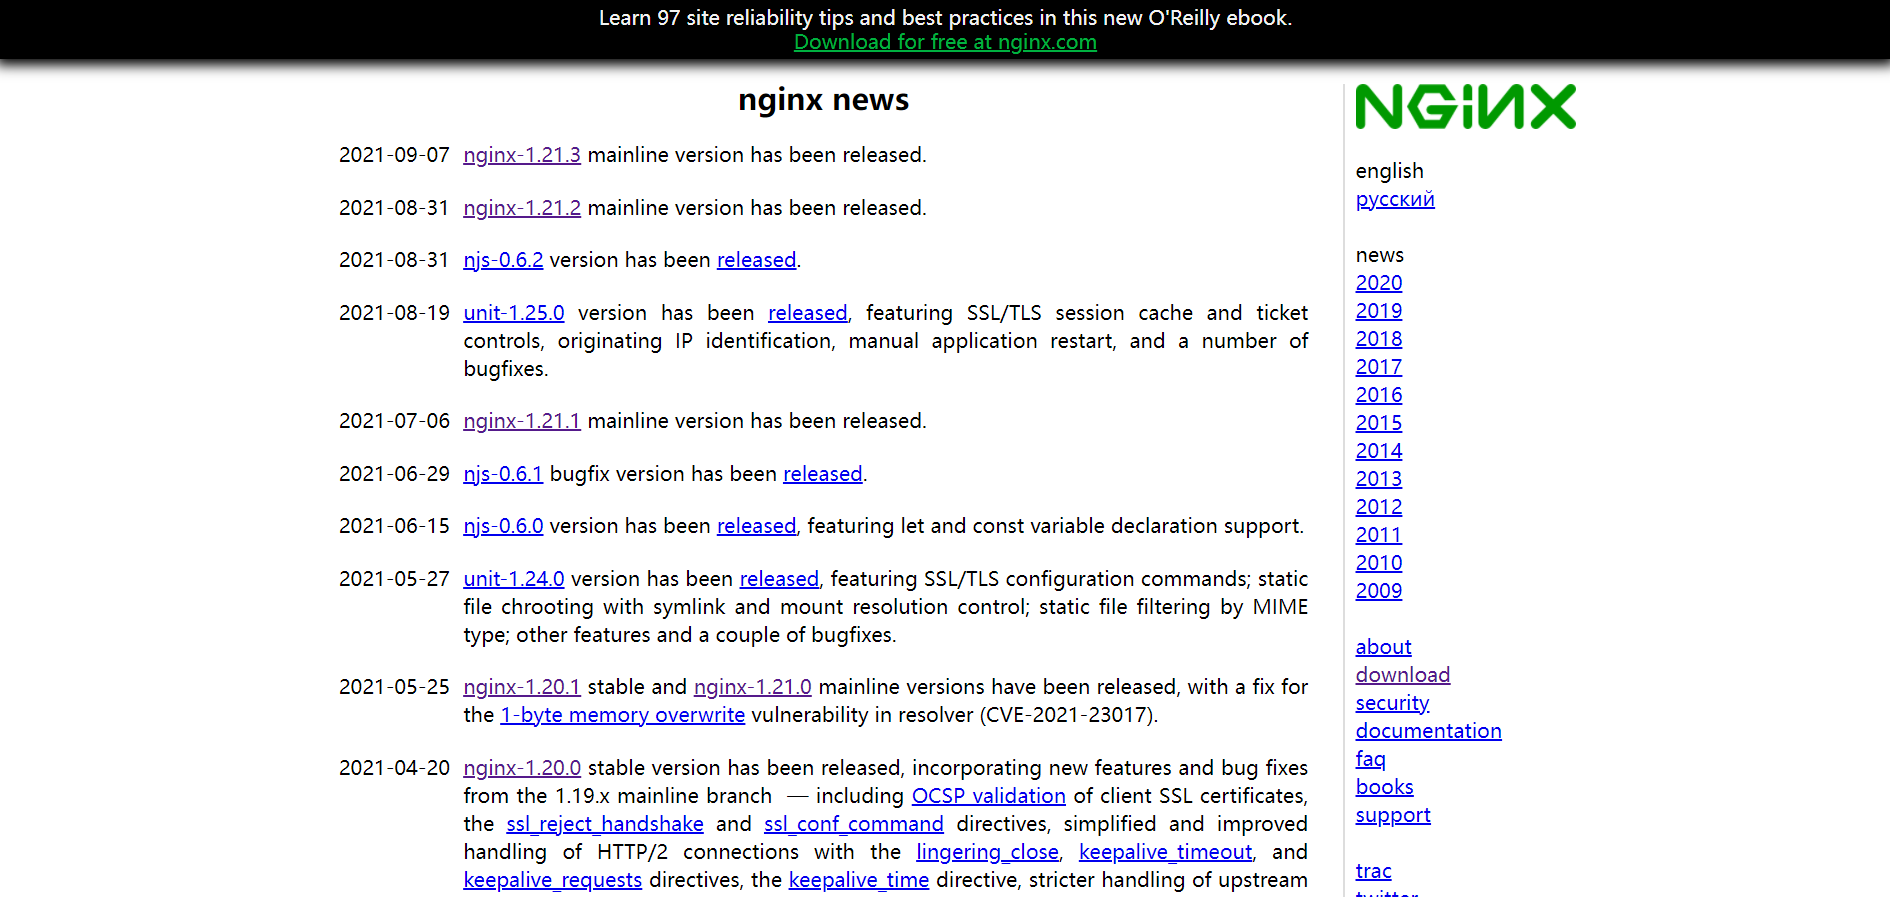 Learn 97 site reliability tips and best practices in this new O'Reilly ebook.
Download for free at nginx.com
nginx news
2021-09-07 nginx-1.21.3 mainline version has been released.
2021-08-31 nginx-1.21.2 mainline version has been released.
2021-08-31 njs-0.6.2 version has been released.
2021-08-19 unit-1.25.0 version has been released, featuring SSL/TLS session cache and ticket
controls, originating IP identification, manual application restart, and a number of
bugfixes.
2021-07-06 nginx-1.21.1 mainline version has been released.
2021-06-29 njs-0.6.1 bugfix version has been released.
2021-06-15 njs-0.6.0 version has been released, featuring let and const variable declaration support.
2021-05-27 unit-1.24.0 version has been released, featuring SSL/TLS configuration commands; static
file chrooting with symlink and mount resolution control; static file filtering by MIME
type; other features and a couple of bugfixes.
2021-05-25 nginx-1.20.1 stable and nginx-1.21.0 mainline versions have been released, with a fix for
the 1-byte memory overwrite vulnerability in resolver (CVE-2021-23017).
2021-04-20 nginx-1.20.0 stable version has been released, incorporating new features and bug fixes
from the 1.19.x mainline branch — including OCSP validation of client SSL certificates,
the ssl_reject_handshake and ssl_conf_command directives, simplified and improved
handling of HTTP/2 connections with the lingering_close, keepalive_timeout, and
keepalive_requests directives, the keepalive_time directive, stricter handling of upstream
NGINX
english
русский
news
2020
2019
2018
2017
2016
2015
2014
2013
2012
2011
2010
2009
about
download
security
documentation
faq
books
support
trac
twitter